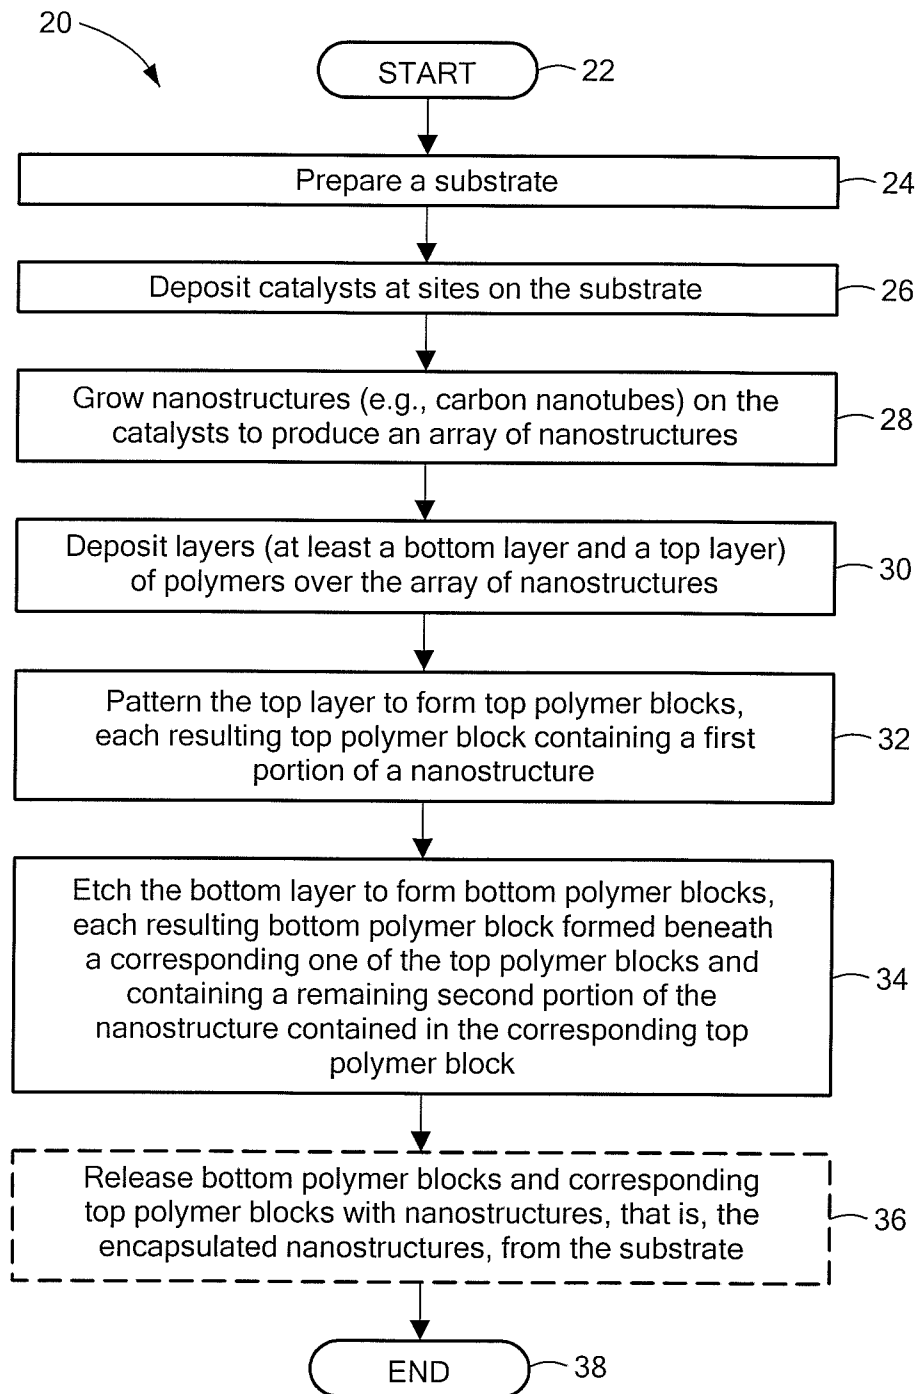 20
START
22
Prepare a substrate
24
Deposit catalysts at sites on the substrate
26
Grow nanostructures (e.g., carbon nanotubes) on the
catalysts to produce an array of nanostructures
28
Deposit layers (at least a bottom layer and a top layer)
of polymers over the array of nanostructures
30
Pattern the top layer to form top polymer blocks,
each resulting top polymer block containing a first
portion of a nanostructure
32
Etch the bottom layer to form bottom polymer blocks,
each resulting bottom polymer block formed beneath
a corresponding one of the top polymer blocks and
containing a remaining second portion of the
nanostructure contained in the corresponding top
polymer block
34
Release bottom polymer blocks and corresponding
top polymer blocks with nanostructures, that is, the
encapsulated nanostructures, from the substrate
36
END
38